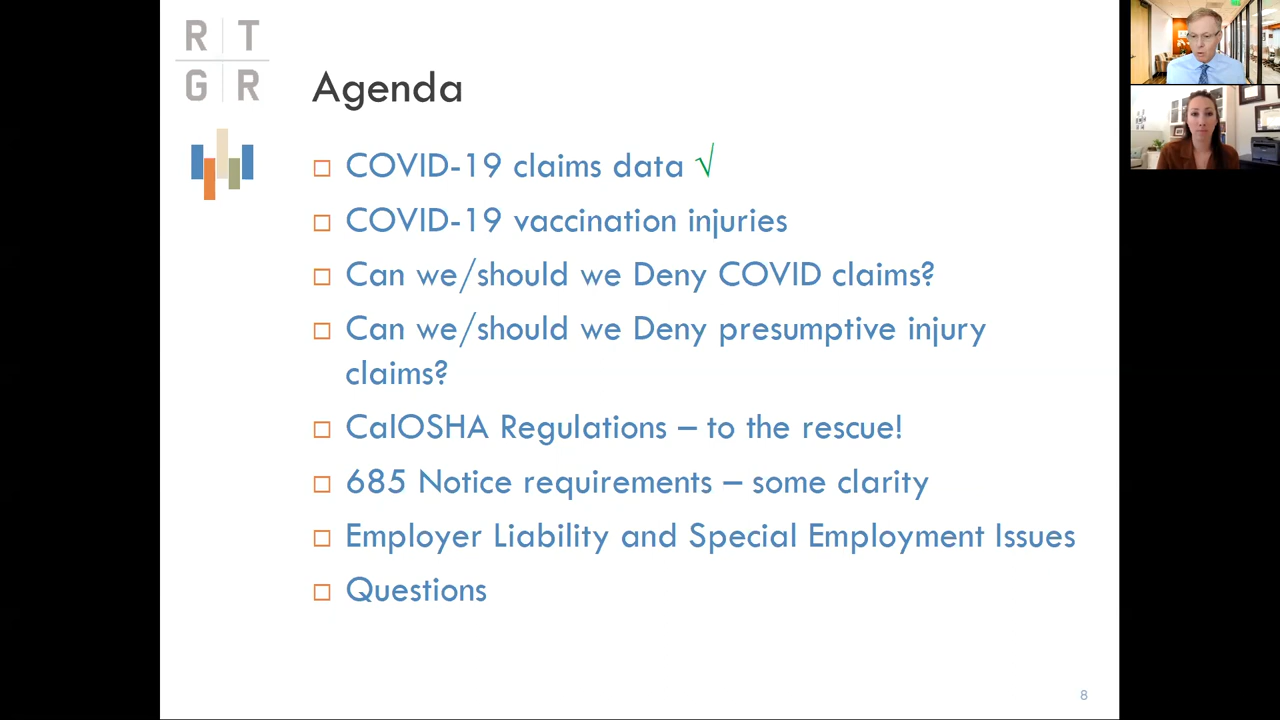 R T
G R
Agenda
COVID-19 claims data √
COVID-19 vaccination injuries
Can we/should we Deny COVID claims?
Can we/should we Deny presumptive injury
claims?
CalOSHA Regulations – to the rescue!
685 Notice requirements – some clarity
Employer Liability and Special Employment Issues
Questions
8